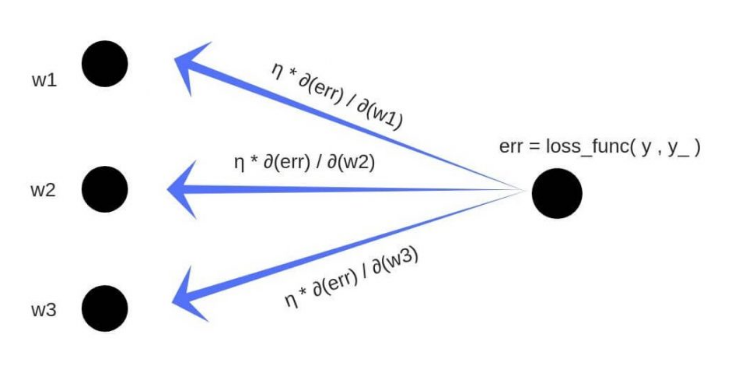 w1
η * ∂(err) / ∂(w1)
err = loss_func( y , y_ )
η * ∂(err) / ∂(w2)
w2
η * ∂(err) / ∂(w3)
w3